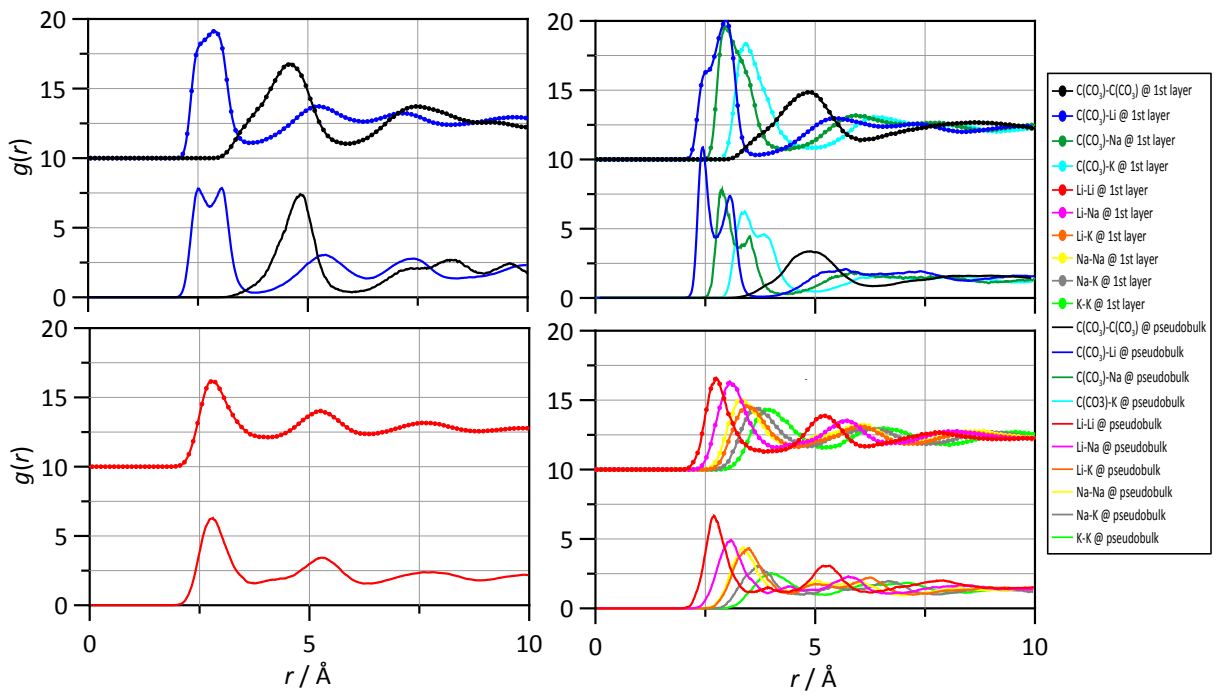 20
15
10
5
0
g(r)
20
15
10
5
0
20
15
10
5
0
g(r)
0
5
10
r / Å
20
15
10
5
0
0
5
10
r / Å
C(CO₃)-C(CO₃) @ 1st layer
C(CO₃)-Li @ 1st layer
C(CO₃)-Na @ 1st layer
C(CO₃)-K @ 1st layer
Li-Li @ 1st layer
Li-Na @ 1st layer
Li-K @ 1st layer
Na-Na @ 1st layer
Na-K @ 1st layer
K-K @ 1st layer
C(CO₃)-C(CO₃) @ pseudobulk
C(CO₃)-Li @ pseudobulk
C(CO₃)-Na @ pseudobulk
C(CO3)-K @ pseudobulk
Li-Li @ pseudobulk
Li-Na @ pseudobulk
Li-K @ pseudobulk
Na-Na @ pseudobulk
Na-K @ pseudobulk
K-K @ pseudobulk